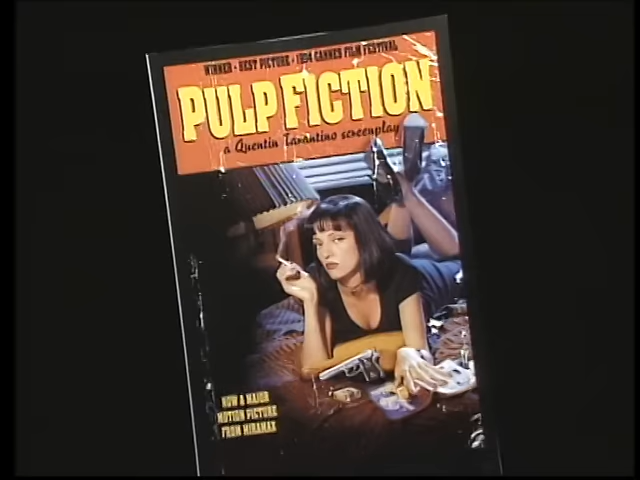 WINNER - BEST PICTURE - 1994 CANNES FILM FESTIVAL
PULP FICTION
a Quentin Tarantino screenplay
NOW A MAJOR
MOTION PICTURE
FROM MIRAMAX